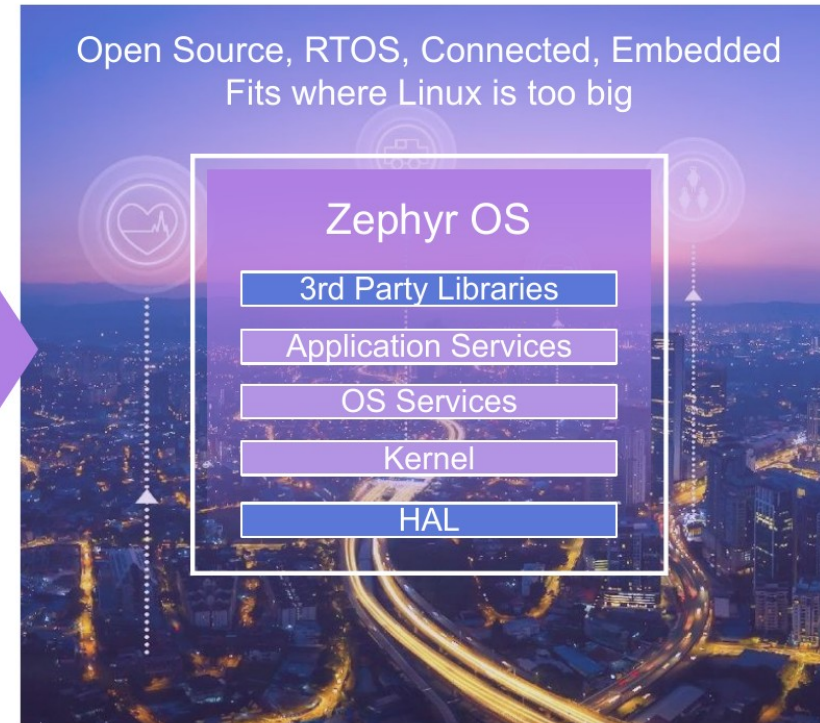 Open Source, RTOS, Connected, Embedded
Fits where Linux is too big
Zephyr OS
3rd Party Libraries
Application Services
OS Services
Kernel
HAL